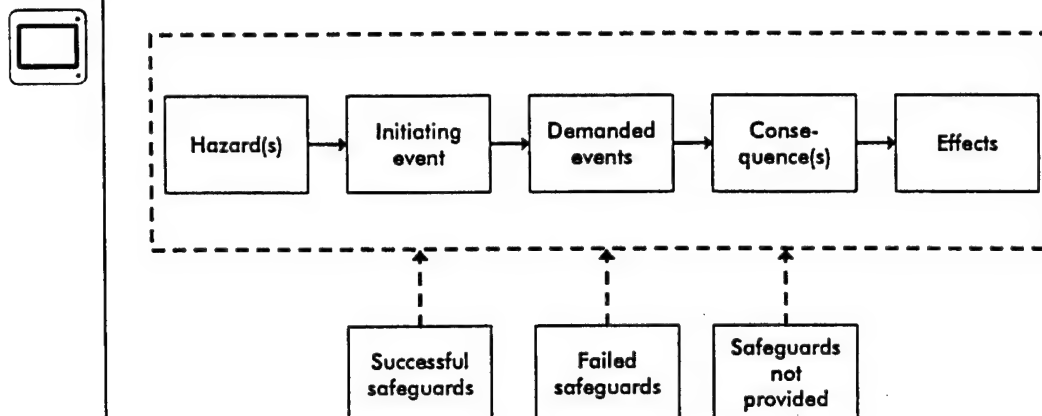 Hazard(s)
Initiating
event
Demanded
events
Conse-
quence(s)
Effects
Successful
safeguards
Failed
safeguards
Safeguards
not
provided